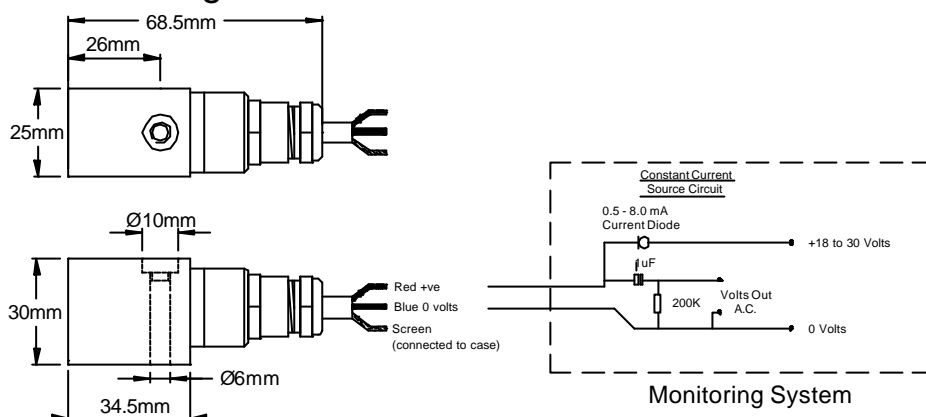 68.5mm
26mm
25mm
Ø10mm
30mm
Ø6mm
34.5mm
Red +ve
Blue 0 volts
Screen
(connected to case)
Constant Current
Source Circuit
0.5 - 8.0 mA
Current Diode
+18 to 30 Volts
1uF
200K
Volts Out
A.C.
0 Volts
Monitoring System